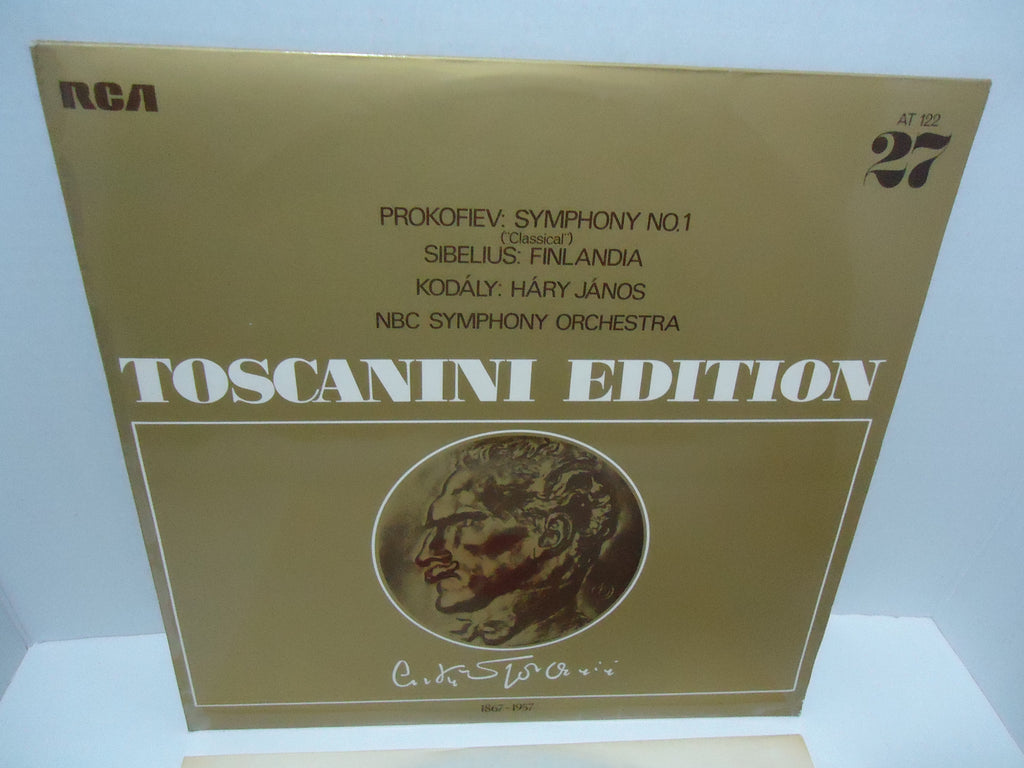 RCA
AT 122
27
PROKOFIEV: SYMPHONY NO.1
("Classical")
SIBELIUS: FINLANDIA
KODÁLY: HÁRY JÁNOS
NBC SYMPHONY ORCHESTRA
TOSCANINI EDITION
1867-1957